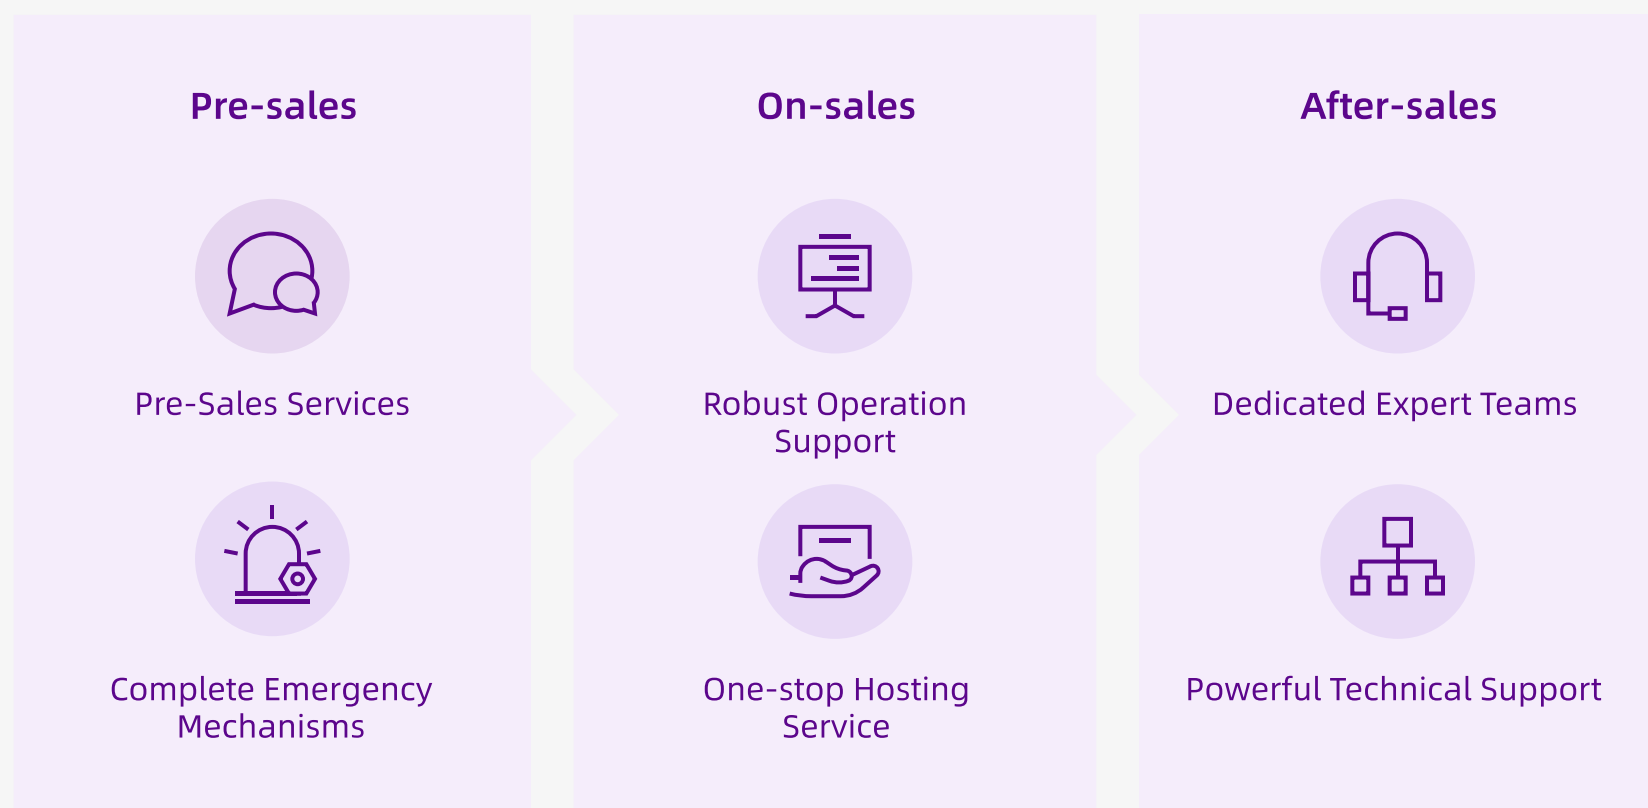 Pre-sales
Pre-Sales Services
Complete Emergency
Mechanisms
On-sales
Robust Operation
Support
One-stop Hosting
Service
After-sales
Dedicated Expert Teams
Powerful Technical Support